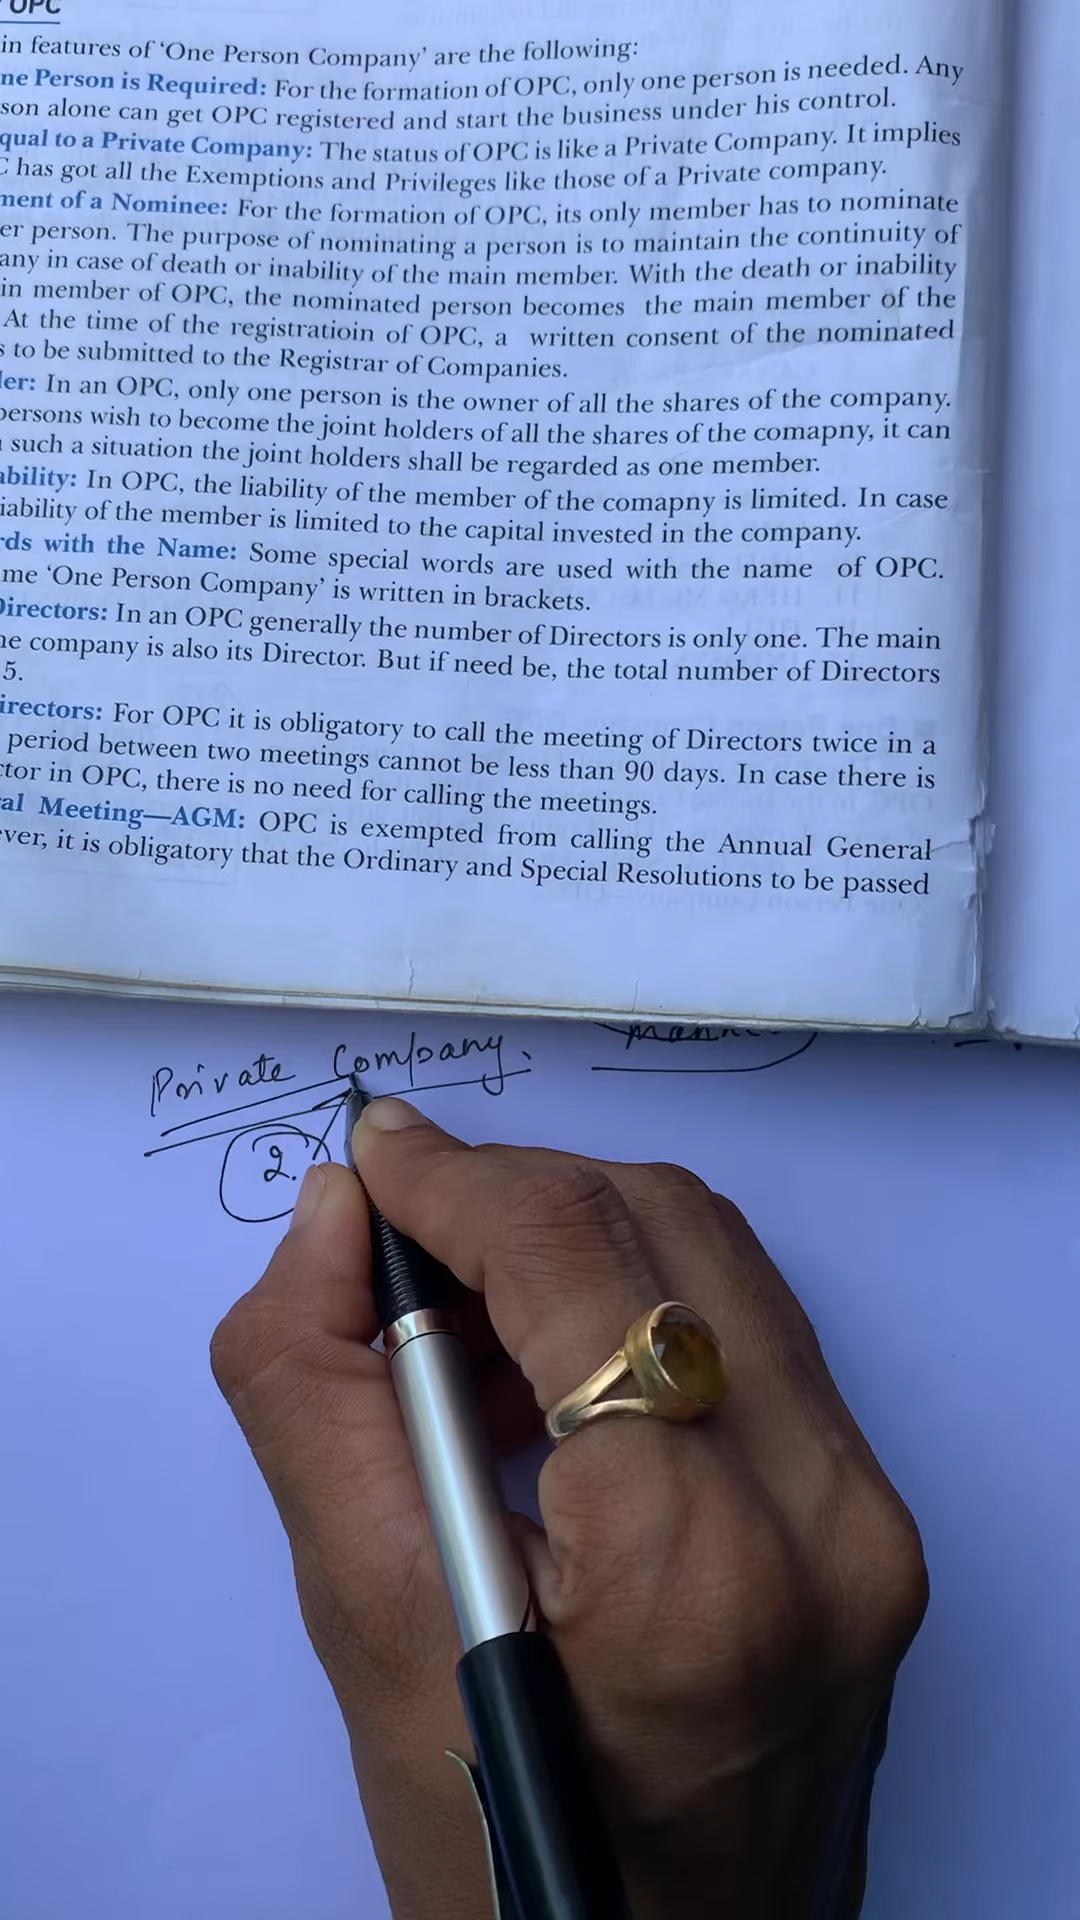 OPC
in features of 'One Person Company' are the following:
ne Person is Required: For the formation of OPC, only one person is needed. Any
son alone can get OPC registered and start the business under his control.
qual to a Private Company: The status of OPC is like a Private Company. It implies
C has got all the Exemptions and Privileges like those of a Private company.
ment of a Nominee: For the formation of OPC, its only member has to nominate
er person. The purpose of nominating a person is to maintain the continuity of
any in case of death or inability of the main member. With the death or inability
in member of OPC, the nominated person becomes the main member of the
At the time of the registratioin of OPC, a written consent of the nominated
s to be submitted to the Registrar of Companies.
der: In an OPC, only one person is the owner of all the shares of the company.
persons wish to become the joint holders of all the shares of the comapny, it can
such a situation the joint holders shall be regarded as one member.
ability: In OPC, the liability of the member of the comapny is limited. In case
iability of the member is limited to the capital invested in the company.
rds with the Name: Some special words are used with the name of OPC.
me 'One Person Company' is written in brackets.
Directors: In an OPC generally the number of Directors is only one. The main
he company is also its Director. But if need be, the total number of Directors
5.
irectors: For OPC it is obligatory to call the meeting of Directors twice in a
period between two meetings cannot be less than 90 days. In case there is
ctor in OPC, there is no need for calling the meetings.
al Meeting—AGM: OPC is exempted from calling the Annual General
ver, it is obligatory that the Ordinary and Special Resolutions to be passed
Private Company.
2.